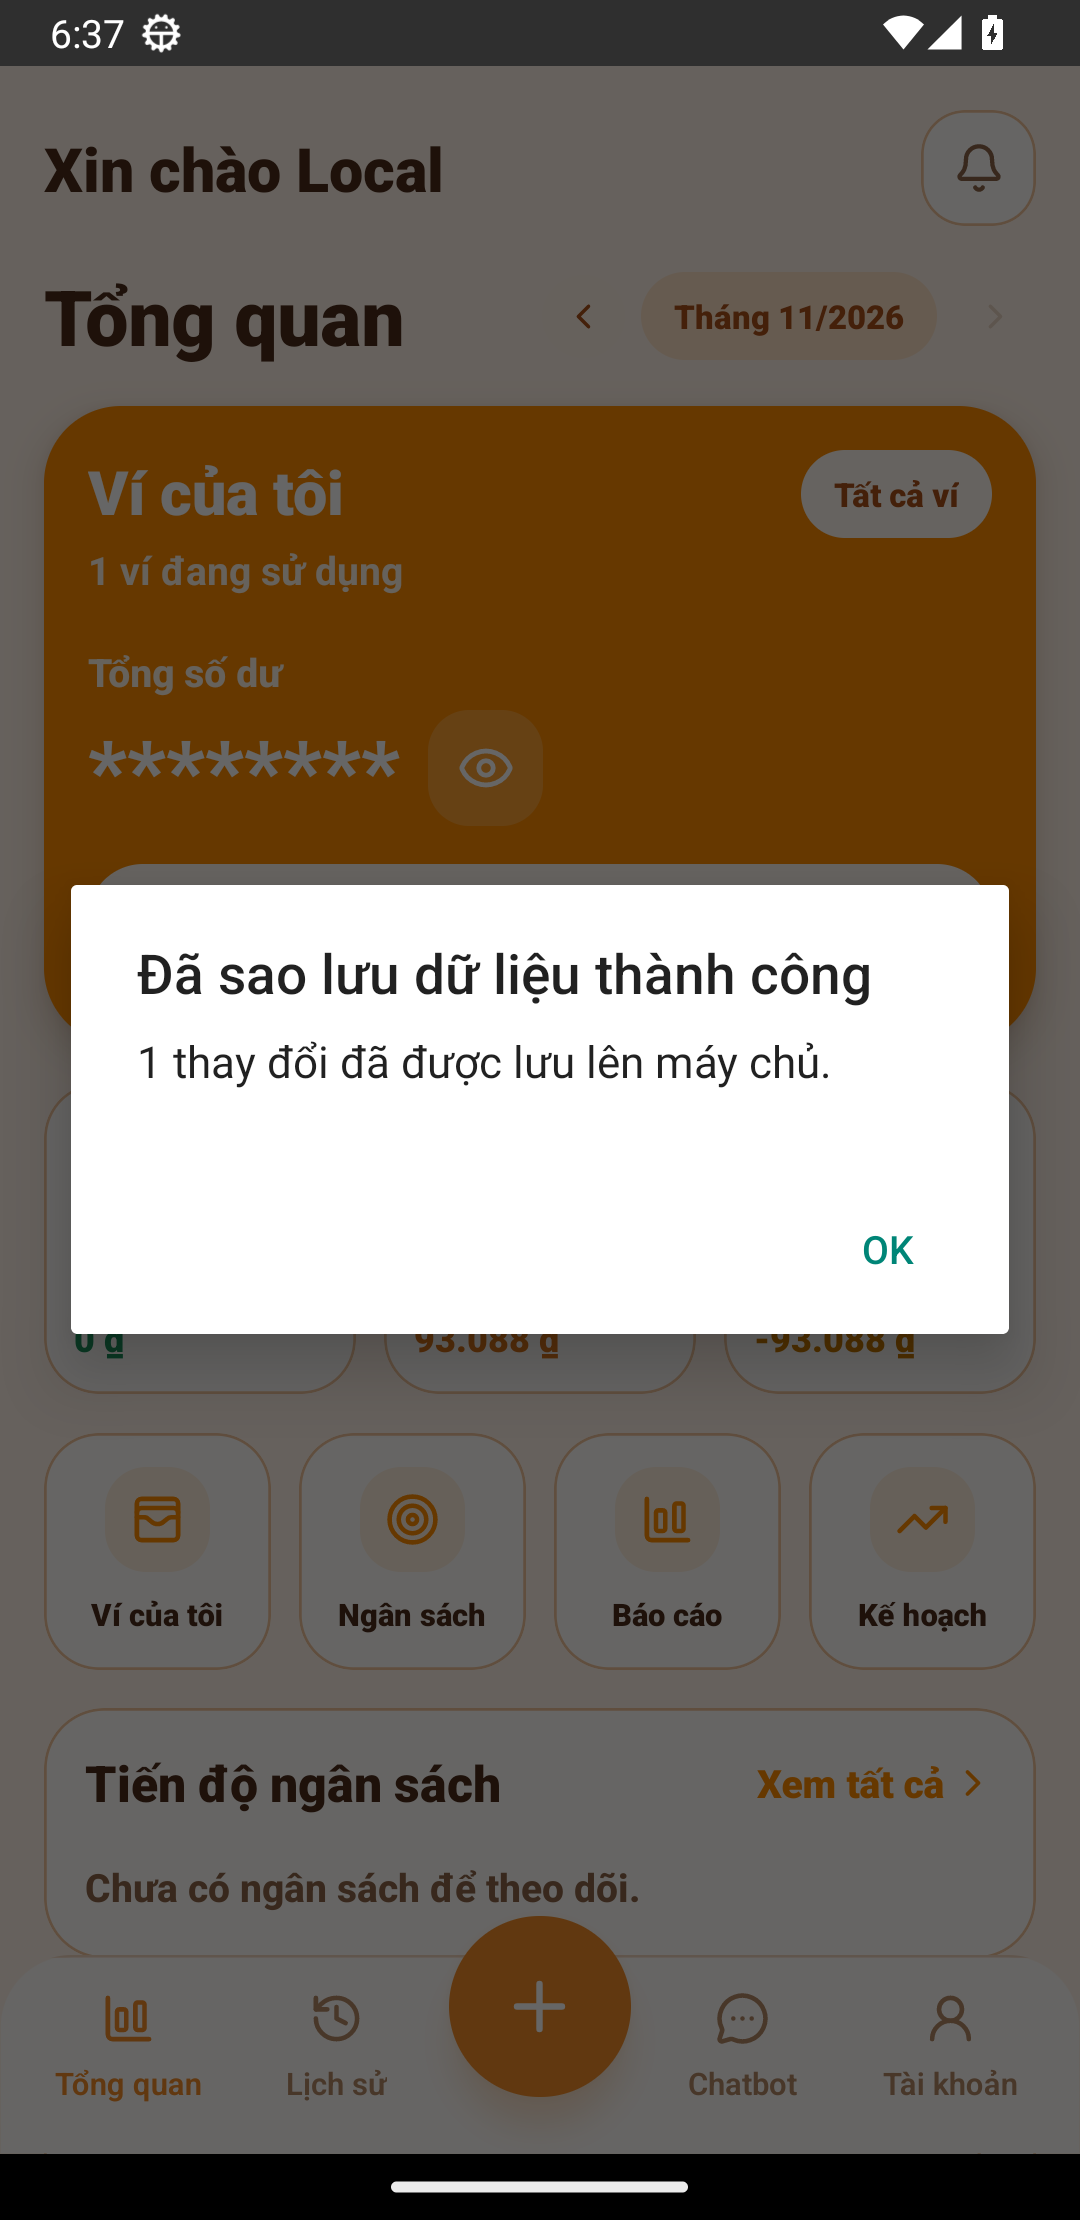 6:37
Xin chào Local
Tổng quan
Tháng 11/2026
Ví của tôi
Tất cả ví
1 ví đang sử dụng
Tổng số dư
********
Đã sao lưu dữ liệu thành công
1 thay đổi đã được lưu lên máy chủ.
OK
0 ₫
93.088 ₫
-93.088 ₫
Ví của tôi
Ngân sách
Báo cáo
Kế hoạch
Tiến độ ngân sách
Xem tất cả
Chưa có ngân sách để theo dõi.
Tổng quan
Lịch sử
Chatbot
Tài khoản